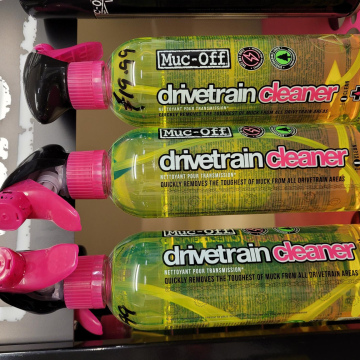 £19.99
Muc-Off
drivetrain cleaner
NETTOYANT POUR TRANSMISSION*
QUICKLY REMOVES THE TOUGHEST OF MUCK FROM ALL DRIVETRAIN AREAS
Muc-Off
drivetrain cleaner
NETTOYANT POUR TRANSMISSION*
QUICKLY REMOVES THE TOUGHEST OF MUCK FROM ALL DRIVETRAIN AREAS
Muc-Off
drivetrain cleaner
NETTOYANT POUR TRANSMISSION*
QUICKLY REMOVES THE TOUGHEST OF MUCK FROM ALL DRIVETRAIN AREAS